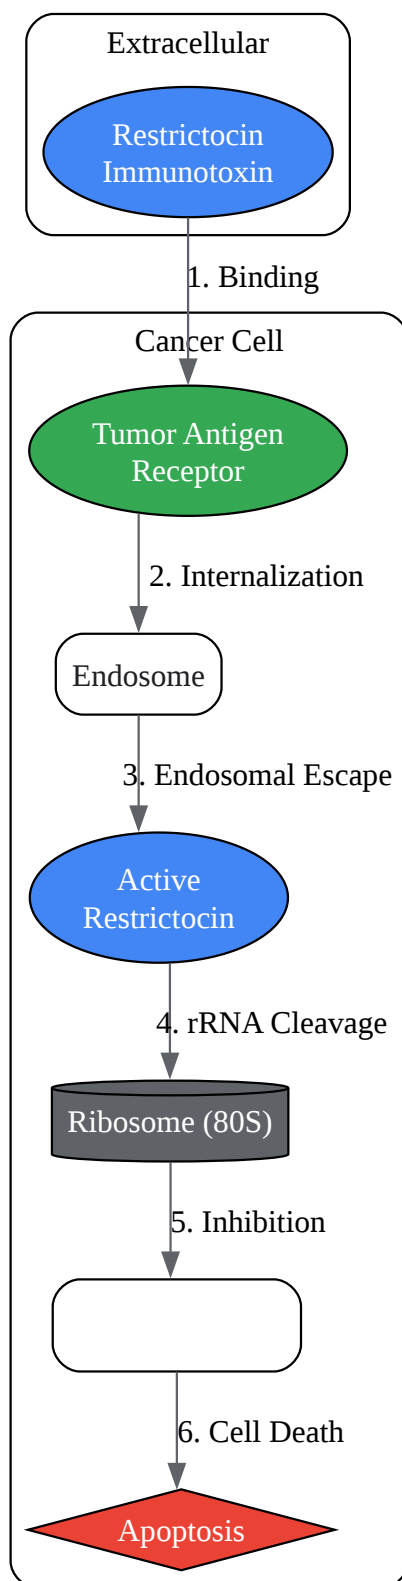 Extracellular
Restrictocin
Immunotoxin
1. Binding
Cancer Cell
Tumor Antigen
Receptor
2. Internalization
Endosome
3. Endosomal Escape
Active
Restrictocin
4. rRNA Cleavage
Ribosome (80S)
5. Inhibition
6. Cell Death
Apoptosis